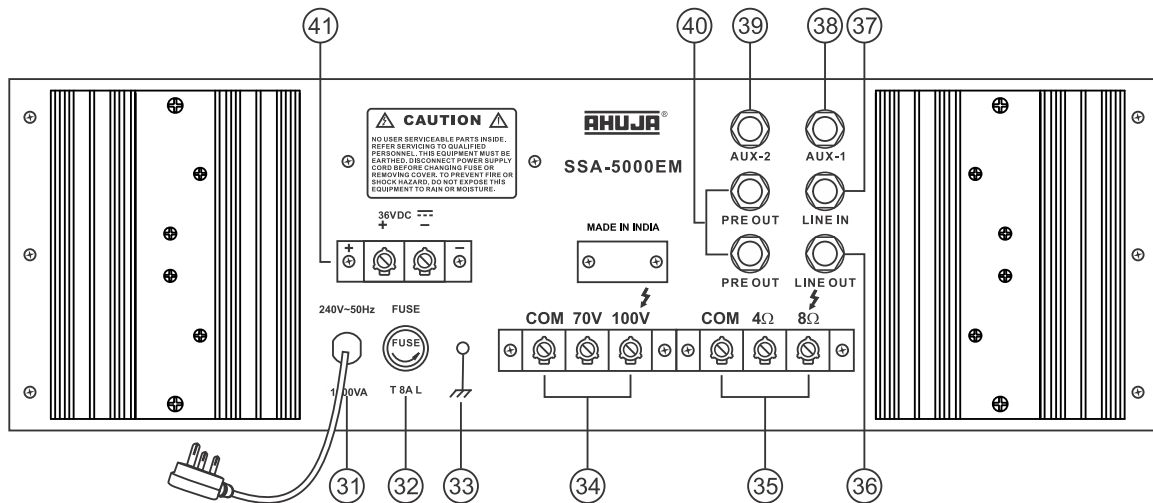 41
40
39
38
37
CAUTION
NO USER SERVICEABLE PARTS INSIDE.
REFER SERVICING TO QUALIFIED
PERSONNEL. THIS EQUIPMENT MUST BE
EARTHED. DISCONNECT POWER SUPPLY
CORD BEFORE CHANGING FUSE OR
REMOVING COVER. TO PREVENT FIRE OR
SHOCK HAZARD, DO NOT EXPOSE THIS
EQUIPMENT TO RAIN OR MOISTURE.
AHUJA®
SSA-5000EM
AUX-2
AUX-1
PRE OUT
LINE IN
36VDC
+ −
+ −
MADE IN INDIA
PRE OUT
LINE OUT
240V~50Hz
FUSE
FUSE
T 8A L
COM 70V 100V
COM 4Ω 8Ω
31
32
33
34
35
36